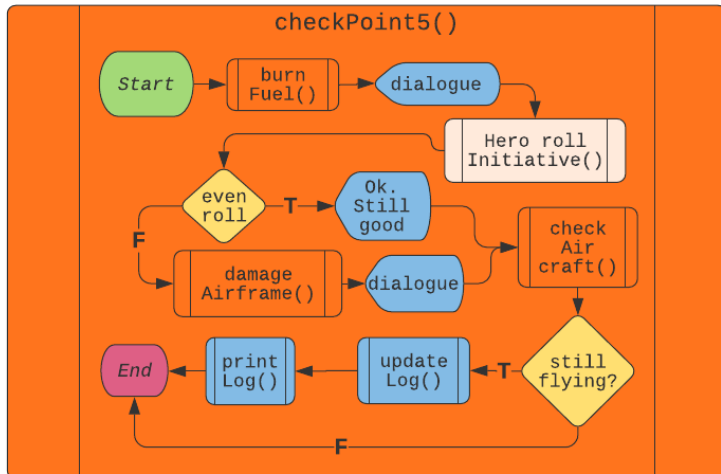 checkPoint5()
Start
burn
Fuel()
dialogue
Hero roll
Initiative()
even
roll
T
Ok.
Still
good
F
damage
Airframe()
dialogue
check
Air
craft()
still
flying?
T
update
Log()
print
Log()
End
F